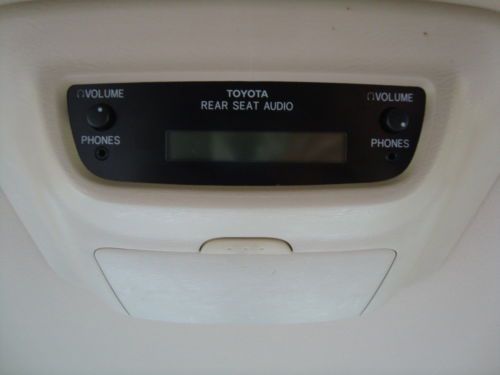 TOYOTA
REAR SEAT AUDIO
VOLUME
PHONES
VOLUME
PHONES